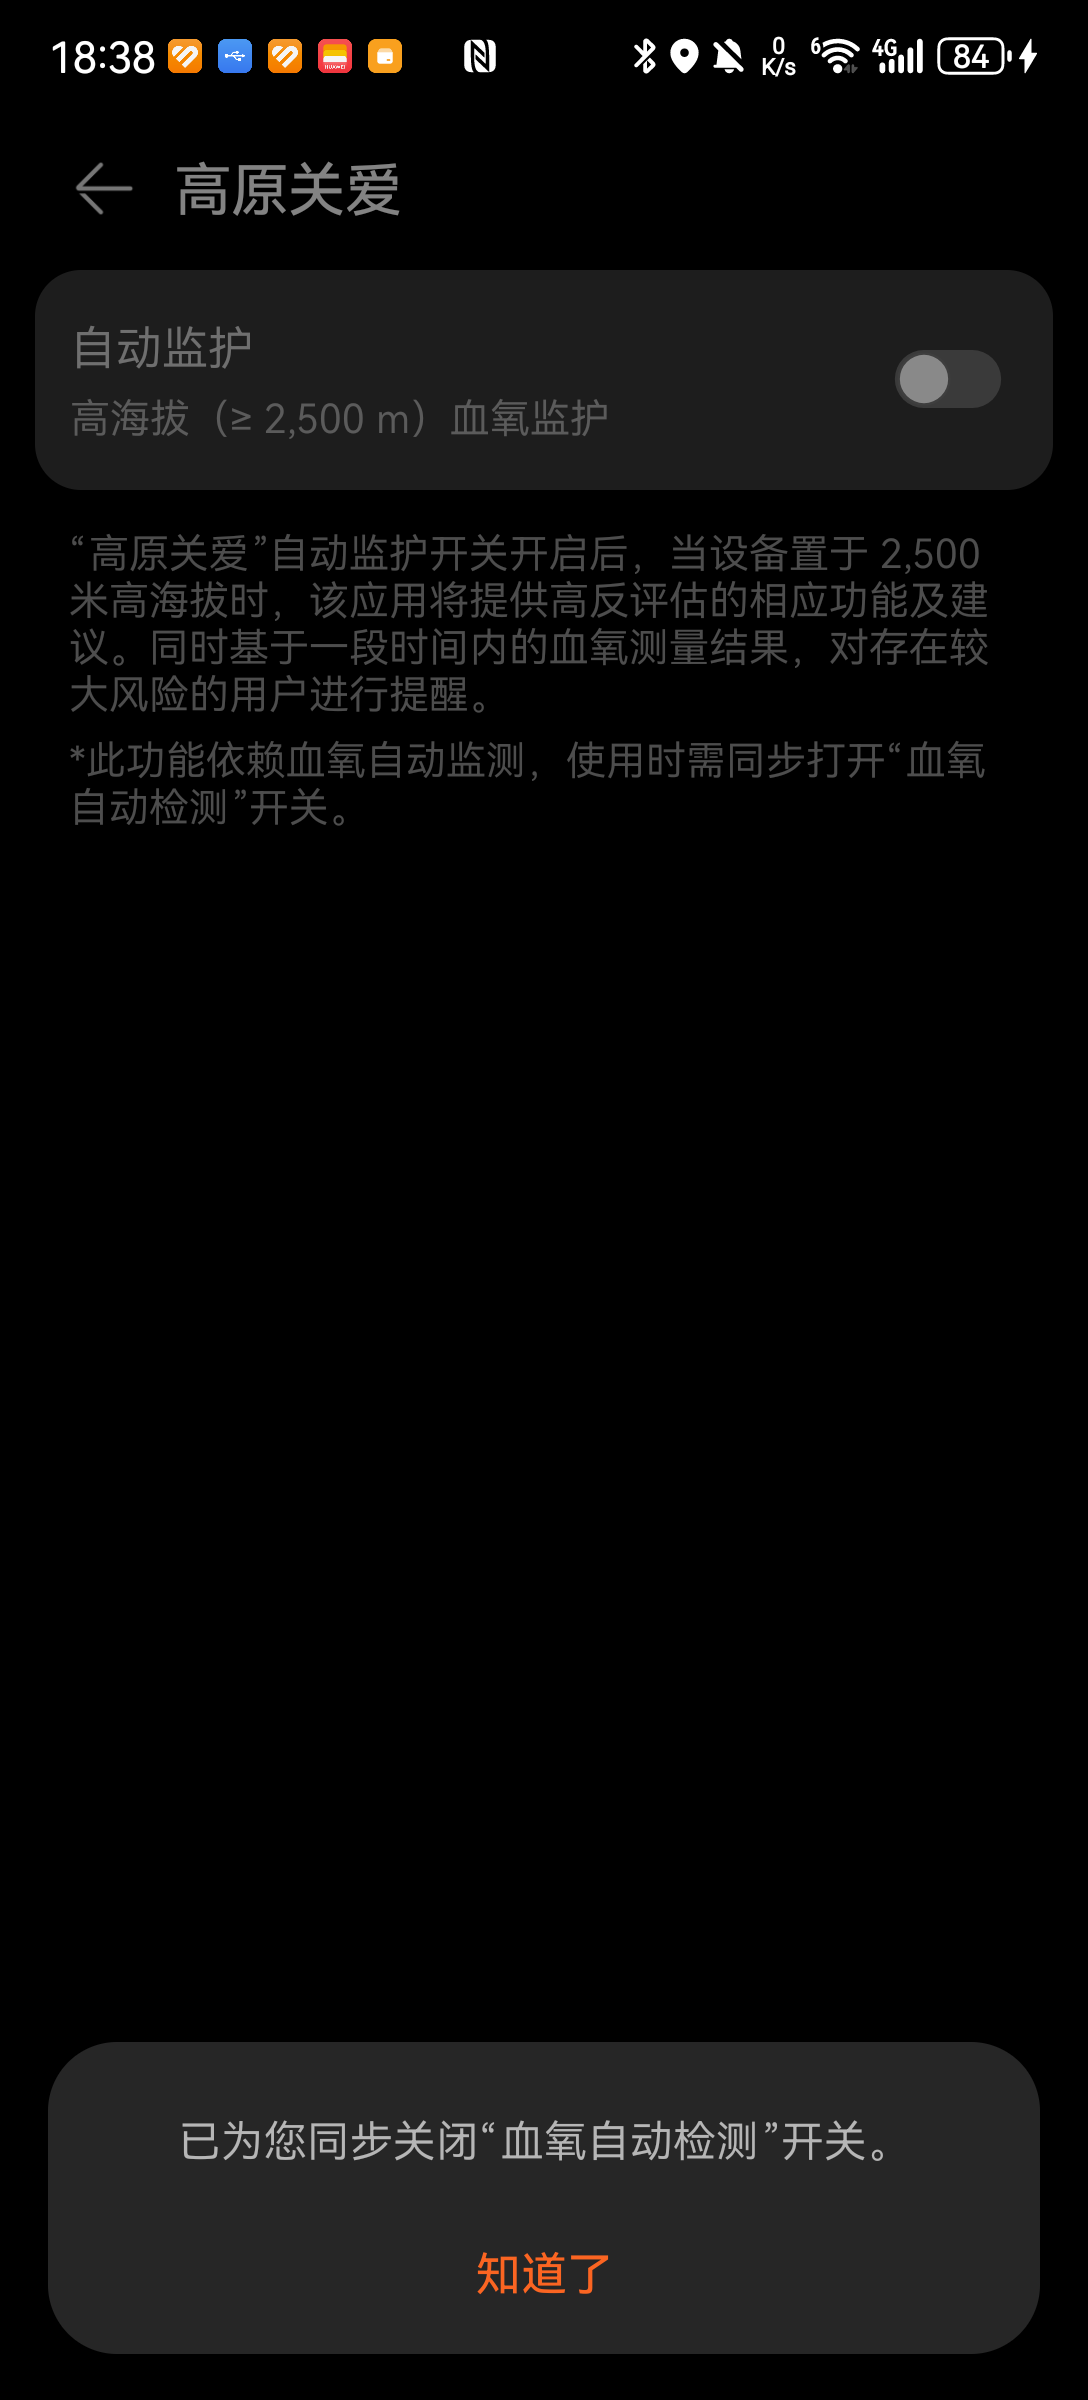 18:38
HUAWEI
0
K/s
6
4G
84
高原关爱
自动监护
高海拔（≥ 2,500 m）血氧监护
“高原关爱”自动监护开关开启后，当设备置于 2,500
米高海拔时，该应用将提供高反评估的相应功能及建
议。同时基于一段时间内的血氧测量结果，对存在较
大风险的用户进行提醒。
*此功能依赖血氧自动监测，使用时需同步打开“血氧
自动检测”开关。
已为您同步关闭“血氧自动检测”开关。
知道了